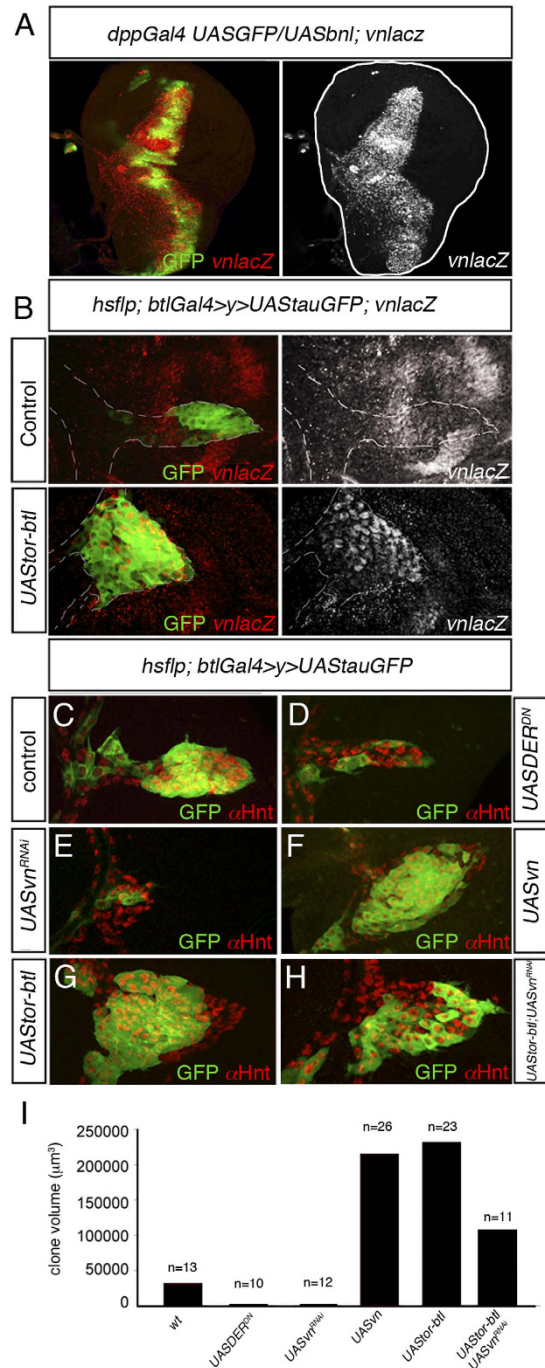 A
dppGal4 UASGFP/UASbnl; vnlacz
GFP vnlacZ
vnlacZ
B
hsflp; btlGal4>y>UAStauGFP; vnlacZ
Control
GFP vnlacZ
vnlacZ
UAStor-btl
GFP vnlacZ
vnlacZ
hsflp; btlGal4>y>UAStauGFP
control
C
GFP αHnt
D
GFP αHnt
UASDER^DN
UASvn^RNAi
E
GFP αHnt
F
GFP αHnt
UASvn
UAStor-btl
G
GFP αHnt
H
GFP αHnt
UAStor-btl;UASvn^RNAi
I
clone volume (μm³)
250000
200000
150000
100000
50000
0
n=13
n=10
n=12
n=26
n=23
n=11
wt
UASDER^DN
UASvn^RNAi
UASvn
UAStor-btl
UAStor-btl
UASvn^RNAi